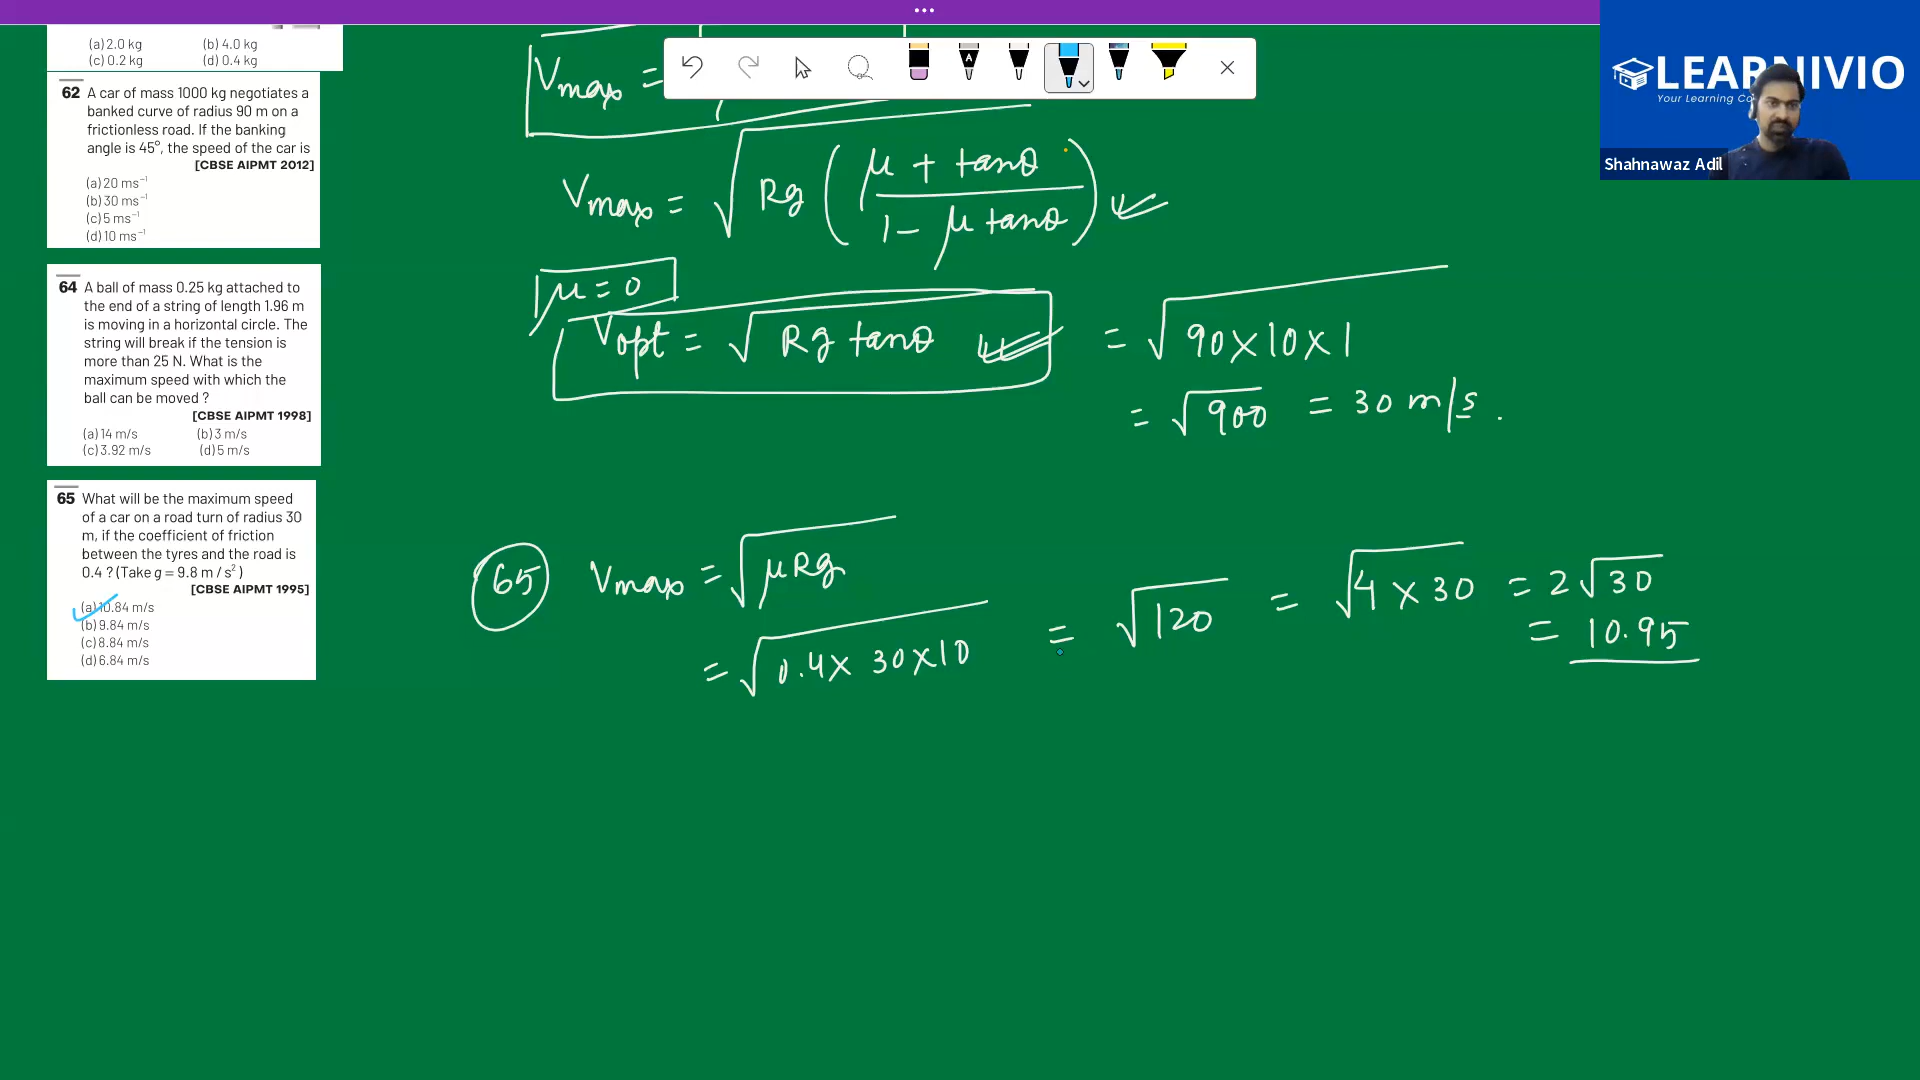 (a) 2.0 kg (b) 4.0 kg
(c) 0.2 kg (d) 0.4 kg
62 A car of mass 1000 kg negotiates a
banked curve of radius 90 m on a
frictionless road. If the banking
angle is 45°, the speed of the car is
[CBSE AIPMT 2012]
(a) 20 ms⁻¹
(b) 30 ms⁻¹
(c) 5 ms⁻¹
(d) 10 ms⁻¹
64 A ball of mass 0.25 kg attached to
the end of a string of length 1.96 m
is moving in a horizontal circle. The
string will break if the tension is
more than 25 N. What is the
maximum speed with which the
ball can be moved ?
[CBSE AIPMT 1998]
(a) 14 m/s (b) 3 m/s
(c) 3.92 m/s (d) 5 m/s
65 What will be the maximum speed
of a car on a road turn of radius 30
m, if the coefficient of friction
between the tyres and the road is
0.4 ? (Take g = 9.8 m / s²)
[CBSE AIPMT 1995]
(a) 10.84 m/s
(b) 9.84 m/s
(c) 8.84 m/s
(d) 6.84 m/s
Vmax =
Vmax = √(Rg ((μ + tanθ)/(1 - μ tanθ)))
μ = 0
Vopt = √(Rg tanθ) = √(90 × 10 × 1)
= √900 = 30 m/s.
65 Vmax = √(μRg)
= √(0.4 × 30 × 10) = √120 = √(4 × 30) = 2√30
= 10.95
LEARNIVIO
Your Learning Co
Shahnawaz Adil